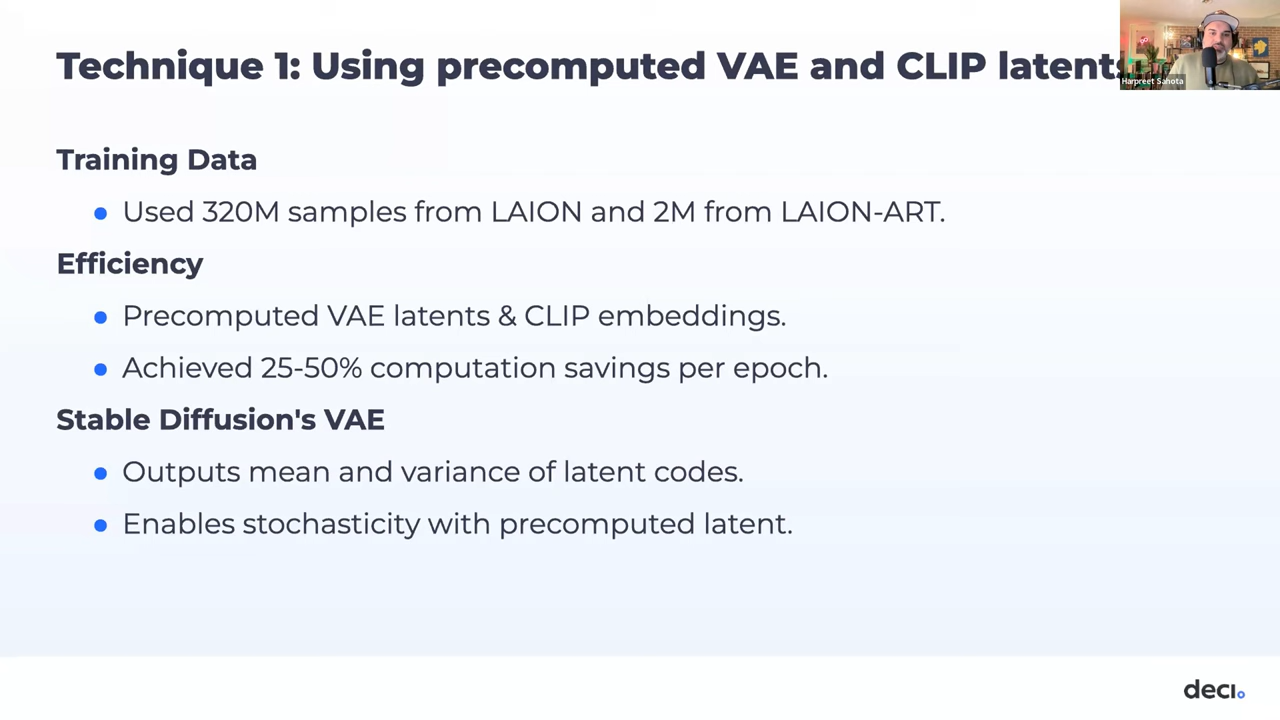 Technique 1: Using precomputed VAE and CLIP latents
Harpreet Sahota
Training Data
● Used 320M samples from LAION and 2M from LAION-ART.
Efficiency
● Precomputed VAE latents & CLIP embeddings.
● Achieved 25-50% computation savings per epoch.
Stable Diffusion's VAE
● Outputs mean and variance of latent codes.
● Enables stochasticity with precomputed latent.
deci.